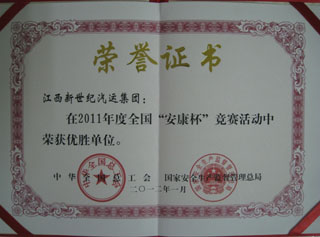 荣誉证书
江西新世纪汽运集团：
在2011年度全国“安康杯”竞赛活动中
荣获优胜单位。
中华全国总工会 国家安全生产监督管理总局
二〇一二年一月